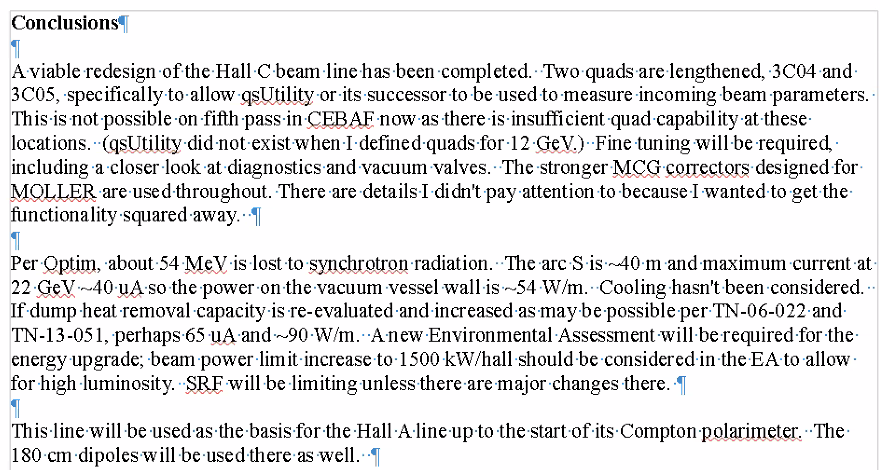 Conclusions¶
¶
A viable redesign of the Hall C beam line has been completed.  Two quads are lengthened, 3C04 and
3C05, specifically to allow qsUtility or its successor to be used to measure incoming beam parameters.
This is not possible on fifth pass in CEBAF now as there is insufficient quad capability at these
locations.  (qsUtility did not exist when I defined quads for 12 GeV.)  Fine tuning will be required,
including a closer look at diagnostics and vacuum valves.  The stronger MCG correctors designed for
MOLLER are used throughout.  There are details I didn't pay attention to because I wanted to get the
functionality squared away.  ¶
¶
Per Optim, about 54 MeV is lost to synchrotron radiation.  The arc S is ~40 m and maximum current at
22 GeV ~40 uA so the power on the vacuum vessel wall is ~54 W/m.  Cooling hasn't been considered.
If dump heat removal capacity is re-evaluated and increased as may be possible per TN-06-022 and
TN-13-051, perhaps 65 uA and ~90 W/m.  A new Environmental Assessment will be required for the
energy upgrade; beam power limit increase to 1500 kW/hall should be considered in the EA to allow
for high luminosity.  SRF will be limiting unless there are major changes there. ¶
¶
This line will be used as the basis for the Hall A line up to the start of its Compton polarimeter.  The
180 cm dipoles will be used there as well.  ¶